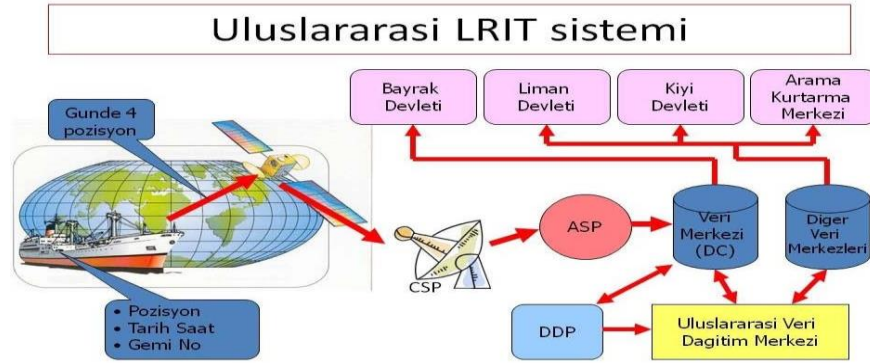 Uluslararasi LRIT sistemi
Gunde 4
pozisyon
Bayrak
Devleti
Liman
Devleti
Kiyi
Devleti
Arama
Kurtarma
Merkezi
CSP
ASP
Veri
Merkezi
(DC)
Diger
Veri
Merkezleri
• Pozisyon
• Tarih Saat
• Gemi No
DDP
Uluslararasi Veri
Dagitim Merkezi